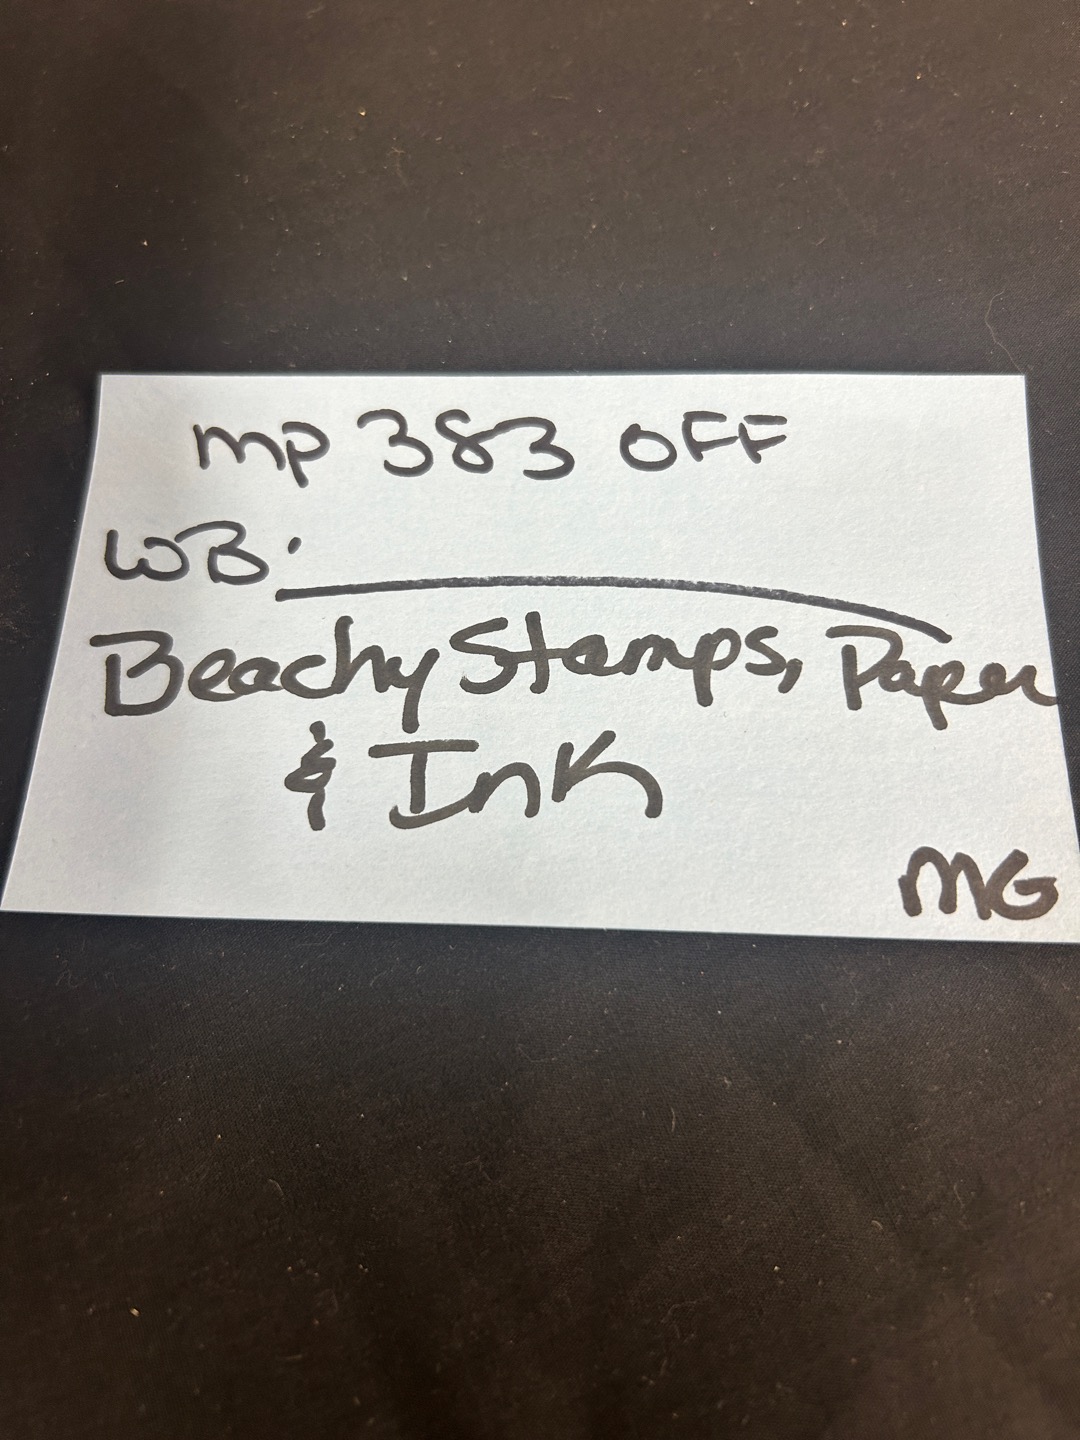 MP 383 OFF
WB:
Beachy Stamps, Paper
& Ink
MG